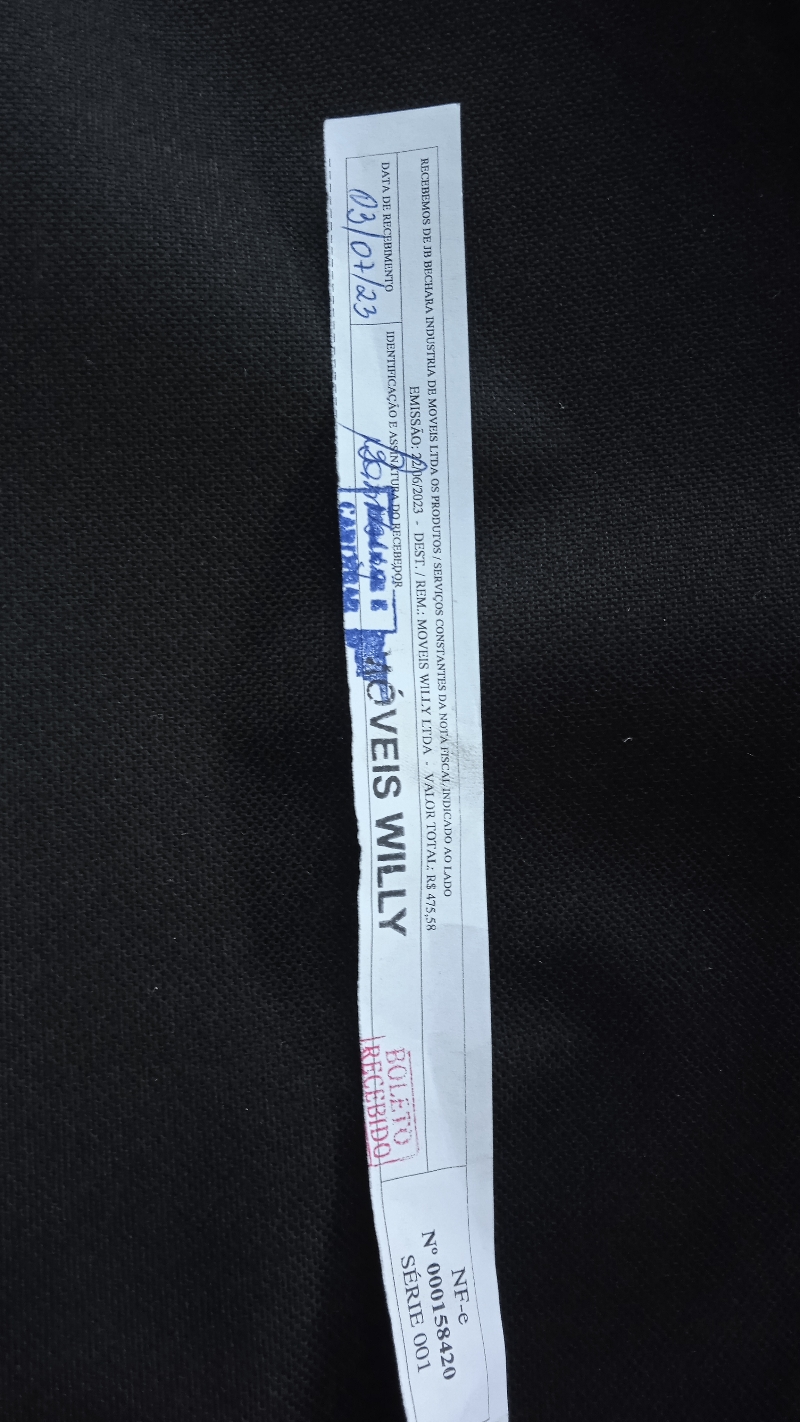 RECEBEMOS DE JB BECHARA INDUSTRIA DE MOVEIS LTDA OS PRODUTOS / SERVIÇOS CONSTANTES DA NOTA FISCAL INDICADO AO LADO
EMISSÃO: 22/06/2023 - DEST. / REM.: MOVEIS WILLY LTDA - VALOR TOTAL: R$ 475,58
DATA DE RECEBIMENTO
03/07/23
IDENTIFICAÇÃO E ASSINATURA DO RECEBEDOR
MÓVEIS WILLY
BOLETO
RECEBIDO
NF-e
Nº 000158420
SÉRIE 001